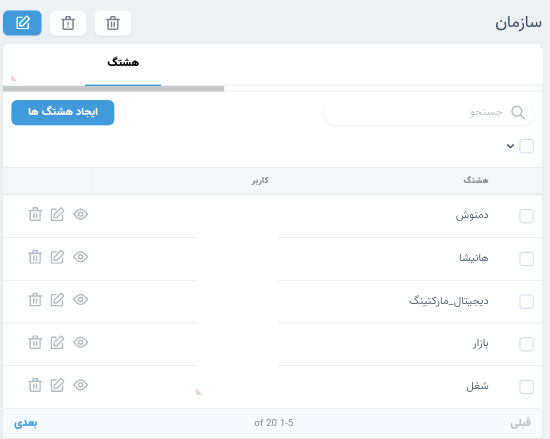 سازمان
هشتگ
ایجاد هشتگ ها
جستجو
هشتگ
کاربر
دمنوش
هانیشا
دیجیتال_مارکتینگ
بازار
شغل
قبلی
1-5 of 20
بعدی